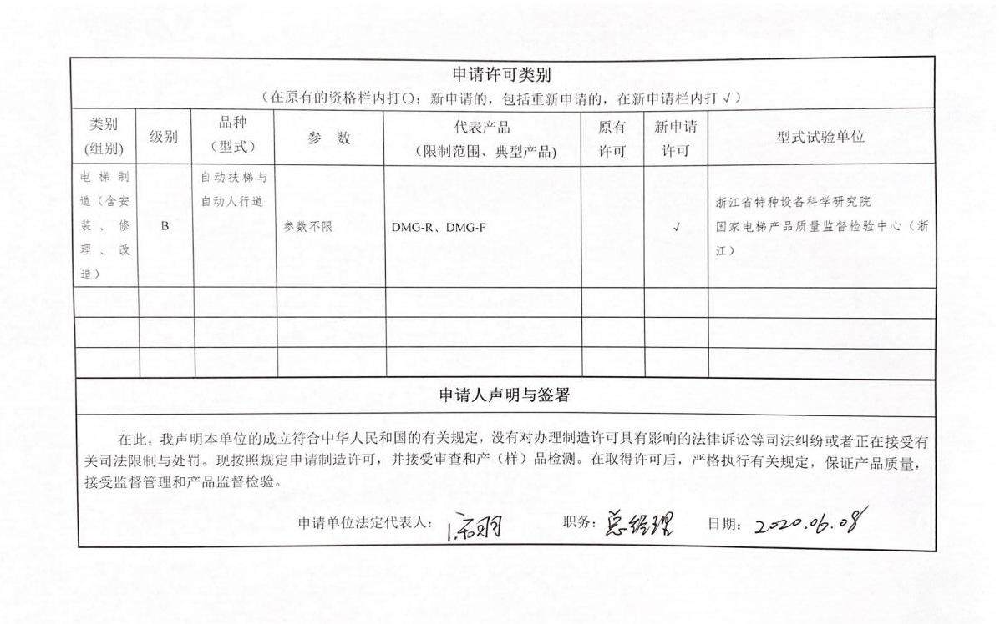 申请许可类别
（在原有的资格栏内打○；新申请的，包括重新申请的，在新申请栏内打√）
类别
(组别)
级别
品种
（型式）
参 数
代表产品
（限制范围、典型产品)
原有
许可
新申请
许可
型式试验单位
电梯制
造（含安
装、修
理、改
造）
B
自动扶梯与
自动人行道
参数不限
DMG-R、DMG-F
√
浙江省特种设备科学研究院
国家电梯产品质量监督检验中心（浙
江）
申请人声明与签署
在此，我声明本单位的成立符合中华人民和国的有关规定，没有对办理制造许可具有影响的法律诉讼等司法纠纷或者正在接受有
关司法限制与处罚。现按照规定申请制造许可，并接受审查和产（样）品检测。在取得许可后，严格执行有关规定，保证产品质量，
接受监督管理和产品监督检验。
申请单位法定代表人： 职务：总经理 日期：2020.06.08